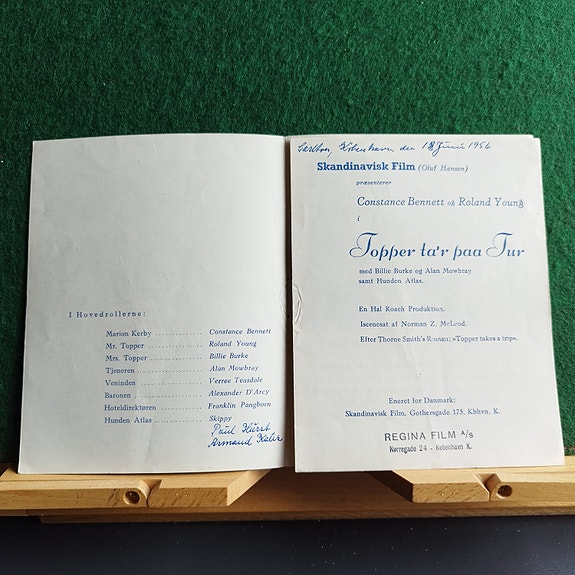 I Hovedrollerne:
Marion Kerby .............. Constance Bennett
Mr. Topper .............. Roland Young
Mrs. Topper .............. Billie Burke
Tjeneren .............. Alan Mowbray
Veninden .............. Verree Teasdale
Baronen .............. Alexander D'Arcy
Hoteldirektøren .............. Franklin Pangborn
Hunden Atlas .............. Skippy
Paul Hurst
Armand Kaliz
København den 18 Juni 1956
Skandinavisk Film (Oluf Hansen)
præsenterer
Constance Bennett og Roland Young
i
Topper ta'r paa Tur
med Billie Burke og Alan Mowbray
samt Hunden Atlas.
En Hal Roach Produktion.
Iscenesat af Norman Z. McLeod.
Efter Thorne Smith's Roman: »Topper takes a trip«.
Eneret for Danmark:
Skandinavisk Film, Gothersgade 175, Kbhvn. K.
REGINA FILM A/s
Nørregade 24 - København K.